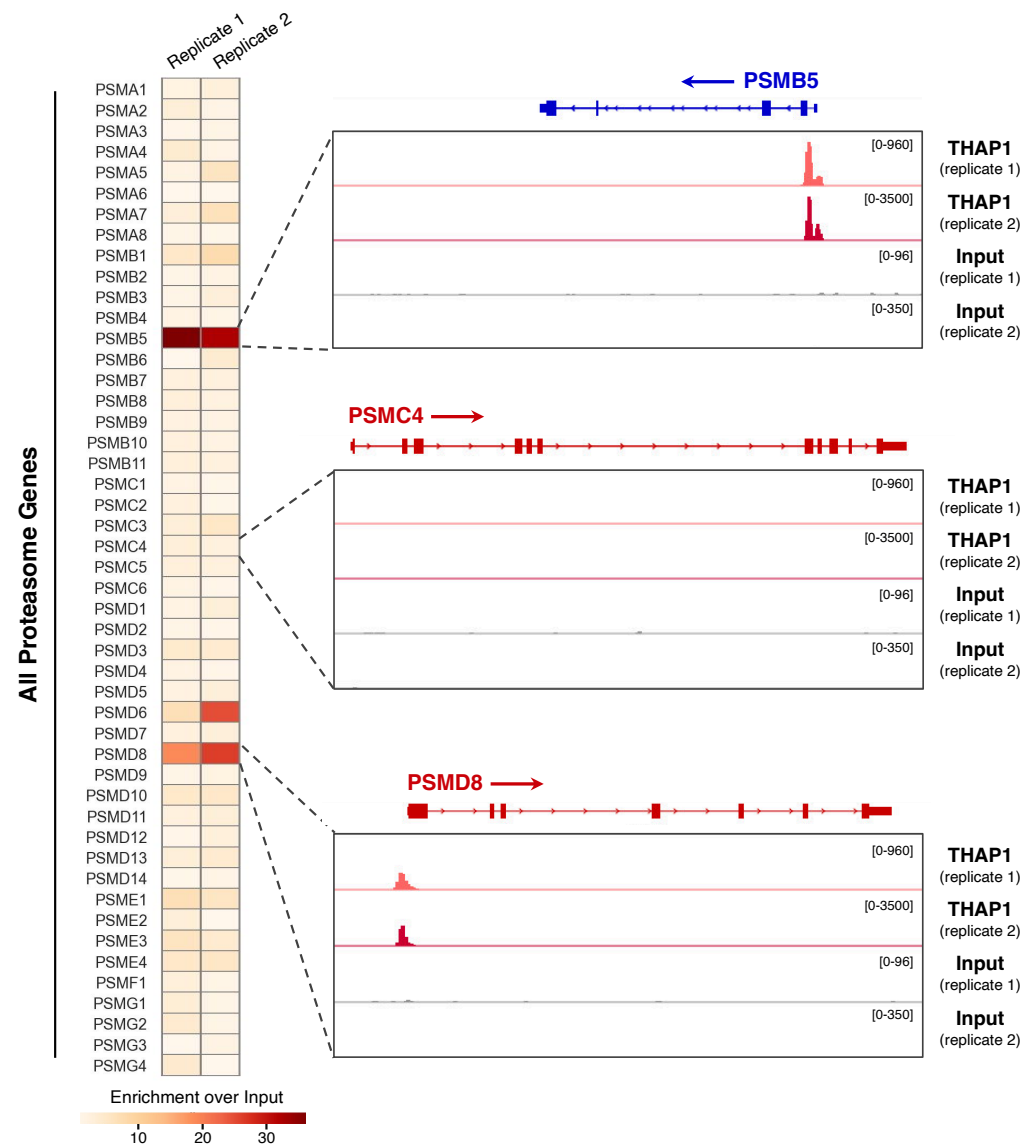 Replicate 1
Replicate 2
All Proteasome Genes
PSMA1
PSMA2
PSMA3
PSMA4
PSMA5
PSMA6
PSMA7
PSMA8
PSMB1
PSMB2
PSMB3
PSMB4
PSMB5
PSMB6
PSMB7
PSMB8
PSMB9
PSMB10
PSMB11
PSMC1
PSMC2
PSMC3
PSMC4
PSMC5
PSMC6
PSMD1
PSMD2
PSMD3
PSMD4
PSMD5
PSMD6
PSMD7
PSMD8
PSMD9
PSMD10
PSMD11
PSMD12
PSMD13
PSMD14
PSME1
PSME2
PSME3
PSME4
PSMF1
PSMG1
PSMG2
PSMG3
PSMG4
Enrichment over Input
10 20 30
PSMB5
[0-960]
THAP1
(replicate 1)
[0-3500]
THAP1
(replicate 2)
[0-96]
Input
(replicate 1)
[0-350]
Input
(replicate 2)
PSMC4
[0-960]
THAP1
(replicate 1)
[0-3500]
THAP1
(replicate 2)
[0-96]
Input
(replicate 1)
[0-350]
Input
(replicate 2)
PSMD8
[0-960]
THAP1
(replicate 1)
[0-3500]
THAP1
(replicate 2)
[0-96]
Input
(replicate 1)
[0-350]
Input
(replicate 2)